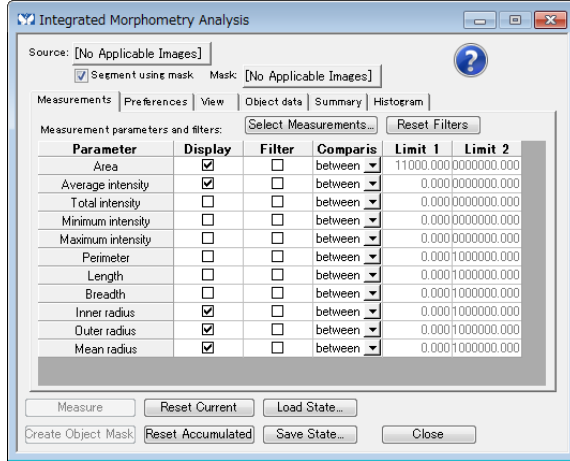 Integrated Morphometry Analysis
Source: [No Applicable Images]
Segment using mask Mask: [No Applicable Images]
?
Measurements Preferences View Object data Summary Histogram
Measurement parameters and filters: Select Measurements... Reset Filters
Parameter Display Filter Comparis Limit 1 Limit 2
Area between 11000.000 0000000.000
Average intensity between 0.000 0000000.000
Total intensity between 0.000 0000000.000
Minimum intensity between 0.000 0000000.000
Maximum intensity between 0.000 0000000.000
Perimeter between 0.000 1000000.000
Length between 0.000 1000000.000
Breadth between 0.000 1000000.000
Inner radius between 0.000 1000000.000
Outer radius between 0.000 1000000.000
Mean radius between 0.000 1000000.000
Measure Reset Current Load State...
Create Object Mask Reset Accumulated Save State... Close